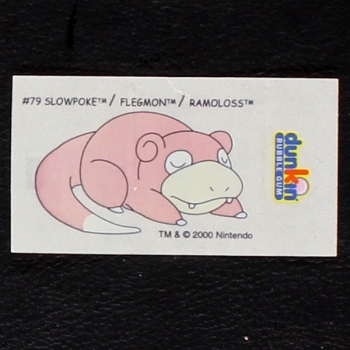 #79 SLOWPOKE™/ FLEGMON™/ RAMOLOSS™
dunkin'
BUBBLE GUM
TM & © 2000 Nintendo